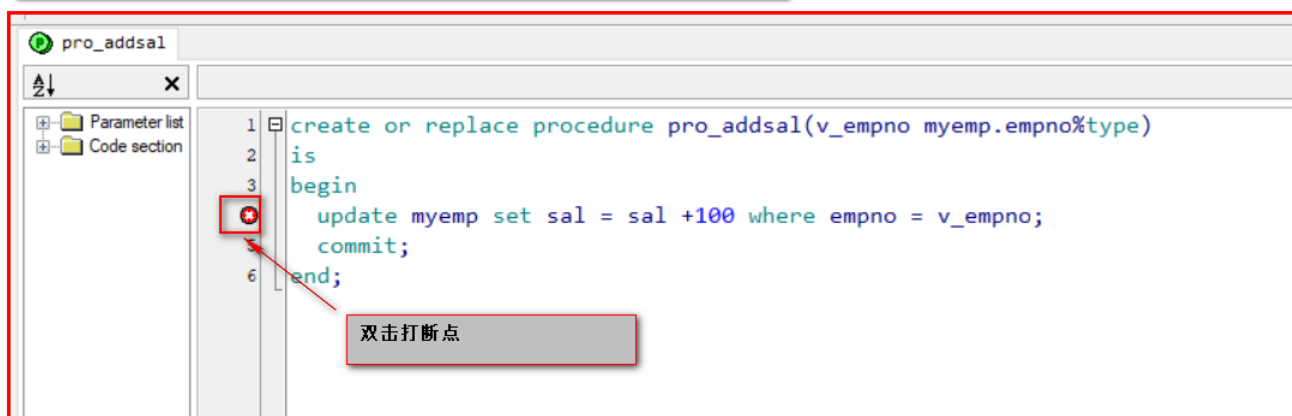 pro_addsal
Parameter list
Code section
1 create or replace procedure pro_addsal(v_empno myemp.empno%type)
2 is
3 begin
update myemp set sal = sal +100 where empno = v_empno;
5 commit;
6 end;
双击打断点